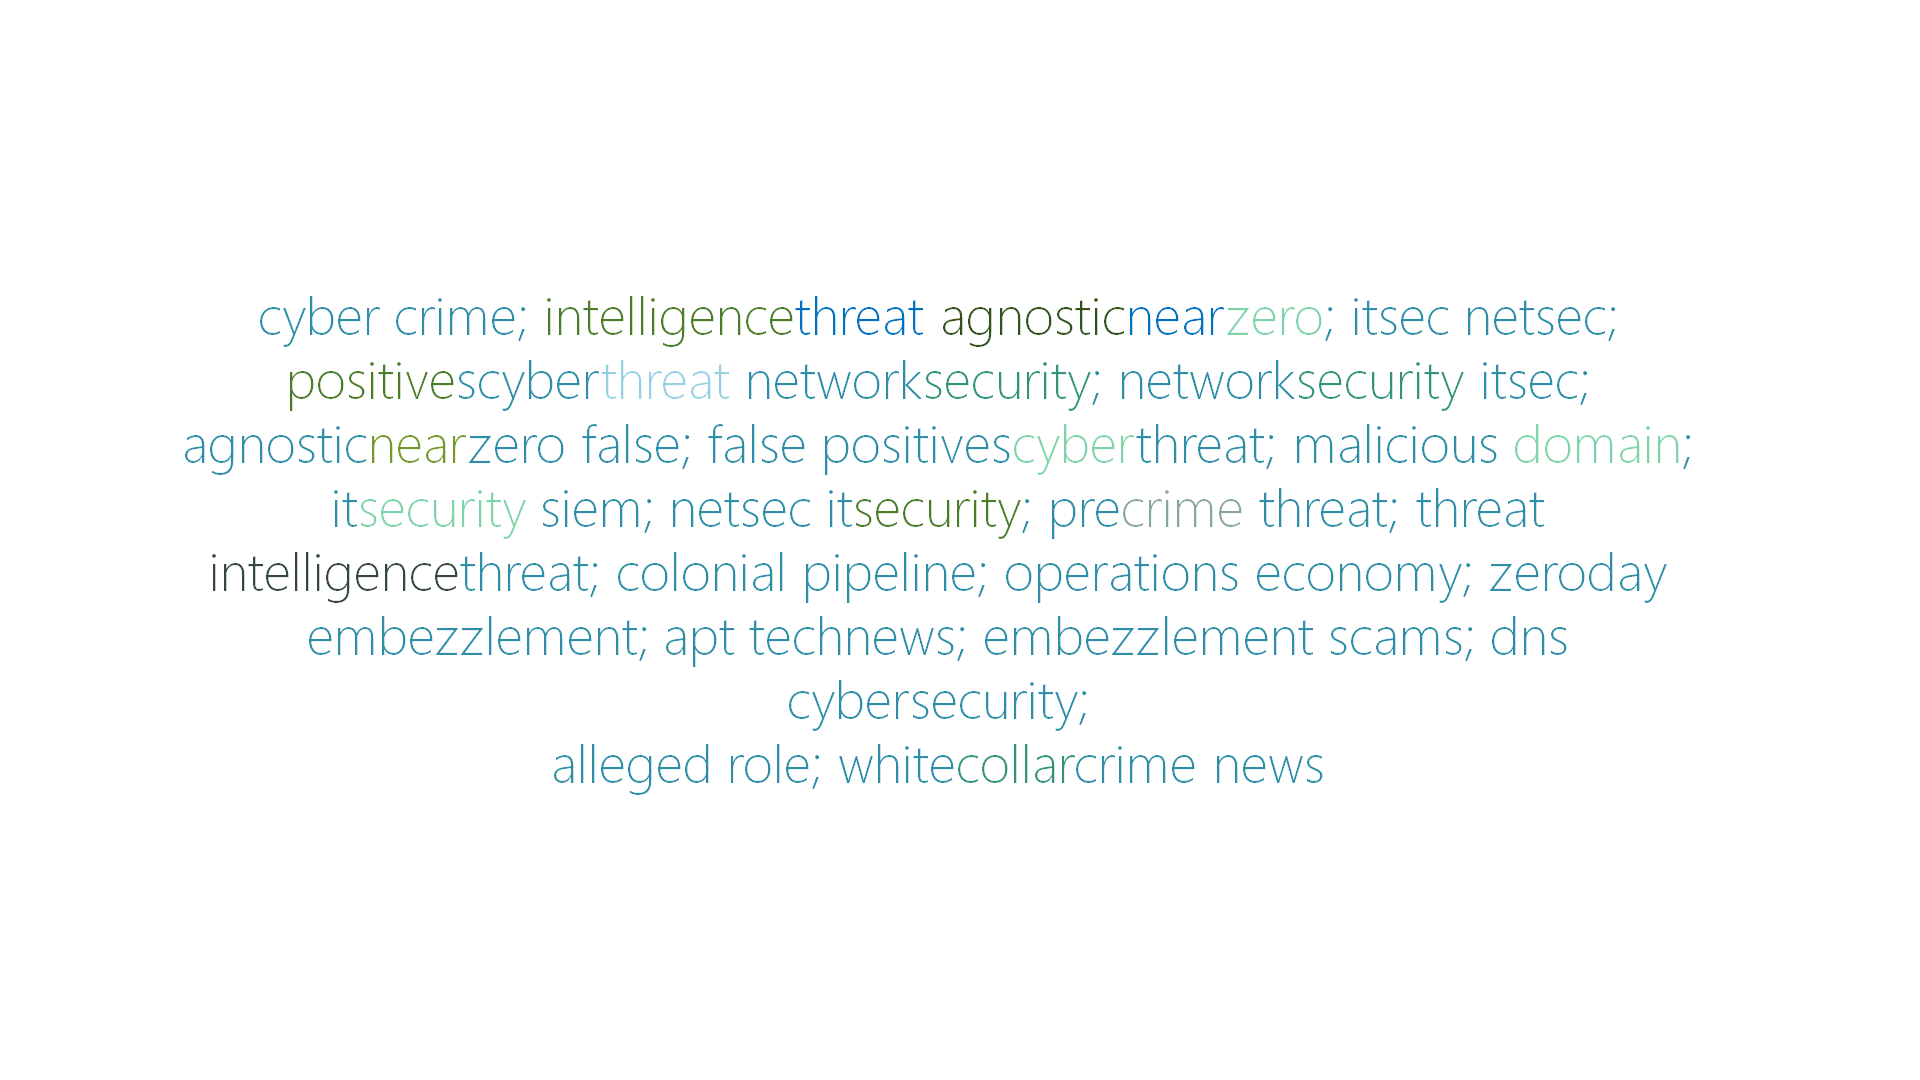 cyber crime; intelligencethreat agnosticnearzero; itsec netsec;
positivescyberthreat networksecurity; networksecurity itsec;
agnosticnearzero false; false positivescyberthreat; malicious domain;
itsecurity siem; netsec itsecurity; precrime threat; threat
intelligencethreat; colonial pipeline; operations economy; zeroday
embezzlement; apt technews; embezzlement scams; dns
cybersecurity;
alleged role; whitecollarcrime news